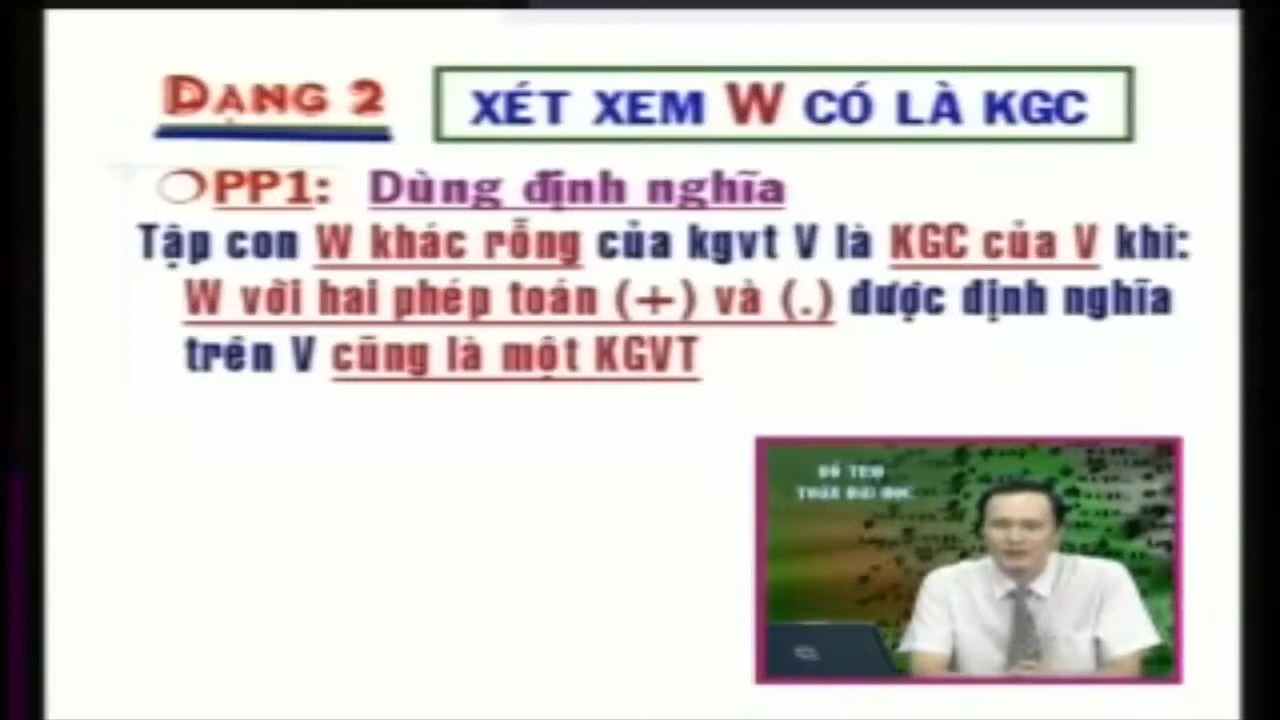 DẠNG 2
XÉT XEM W CÓ LÀ KGC
PP1: Dùng định nghĩa
Tập con W khác rỗng của kgvt V là KGC của V khi:
W với hai phép toán (+) và (.) được định nghĩa
trên V cũng là một KGVT